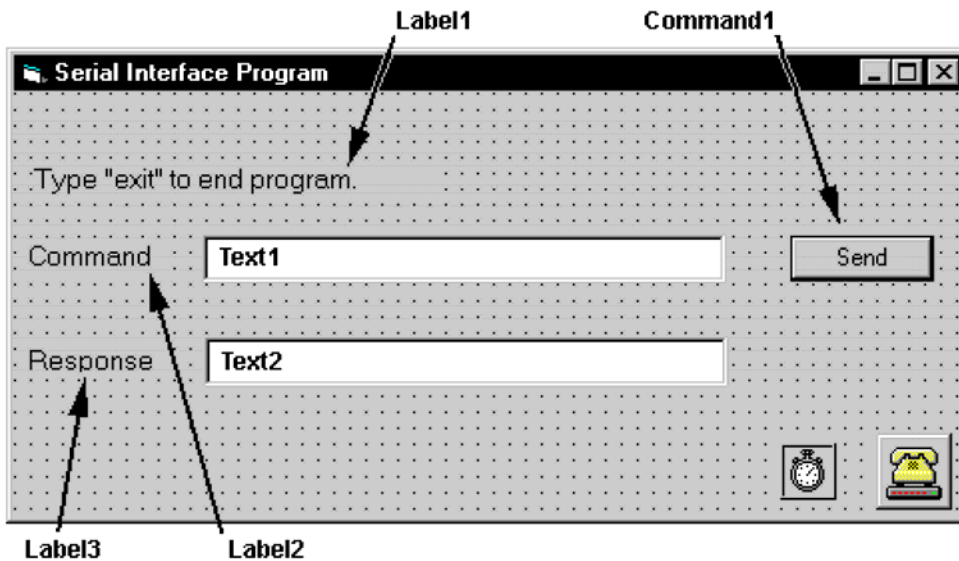 Label1 Command1
Serial Interface Program
Type "exit" to end program.
Command Text1 Send
Response Text2
Label3 Label2